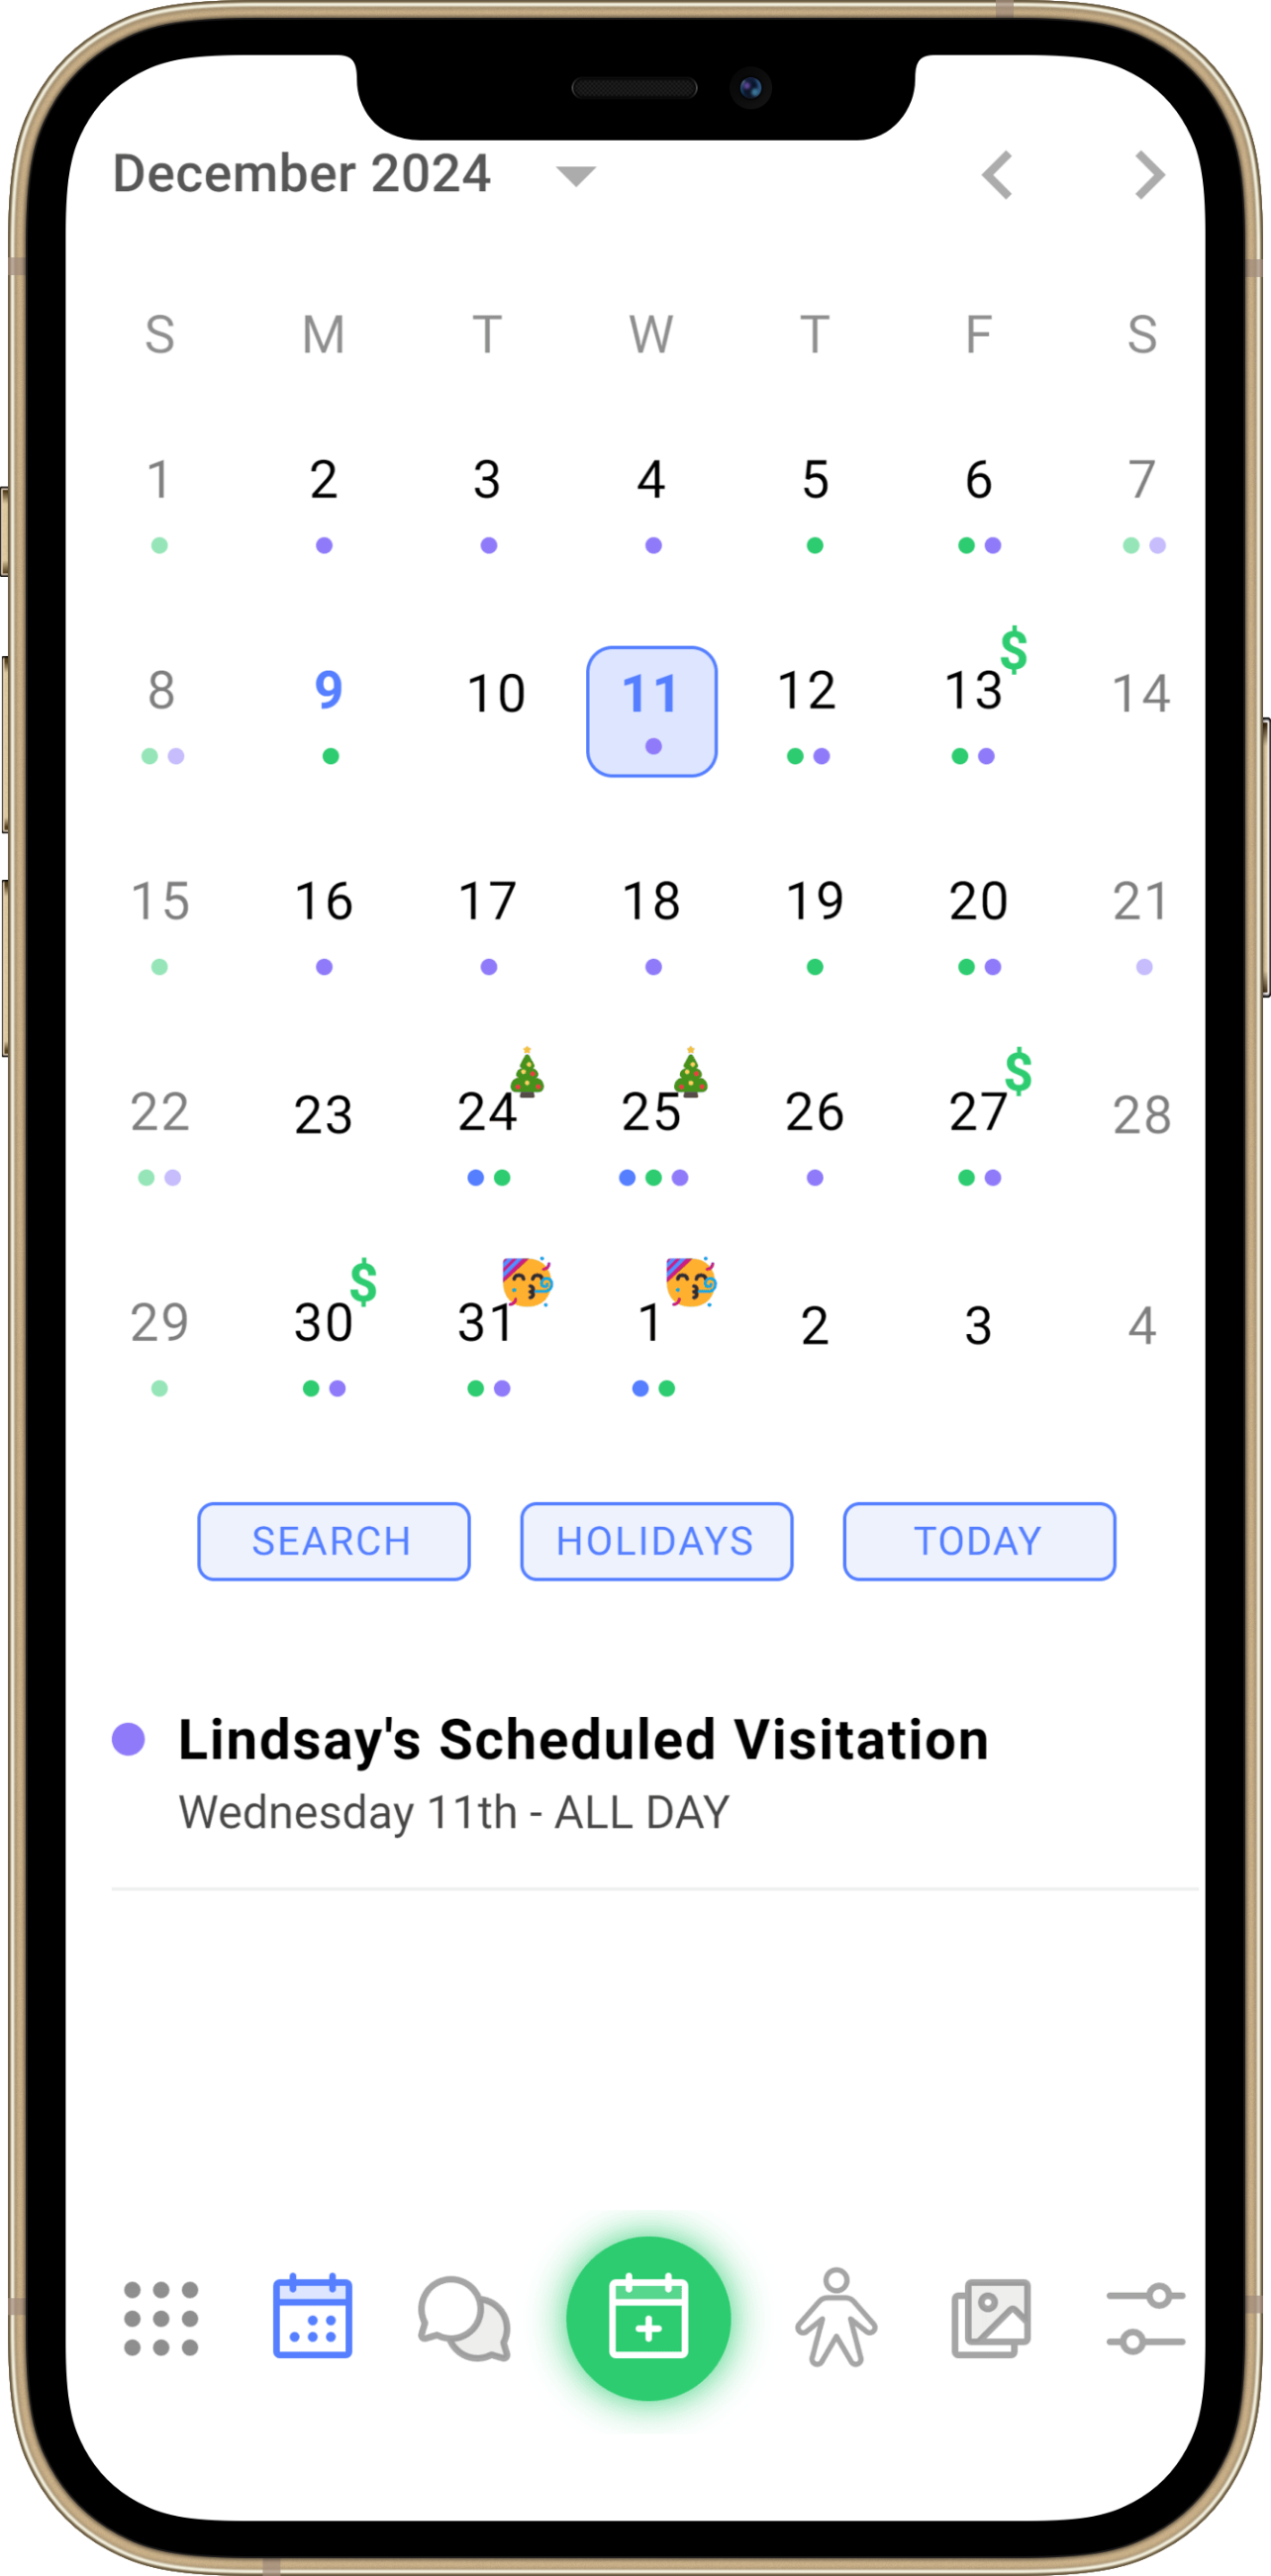 December 2024
S M T W T F S
1 2 3 4 5 6 7
$
8 9 10 11 12 13 14
15 16 17 18 19 20 21
$
22 23 24 25 26 27 28
$
29 30 31 1 2 3 4
SEARCH HOLIDAYS TODAY
Lindsay's Scheduled Visitation
Wednesday 11th - ALL DAY